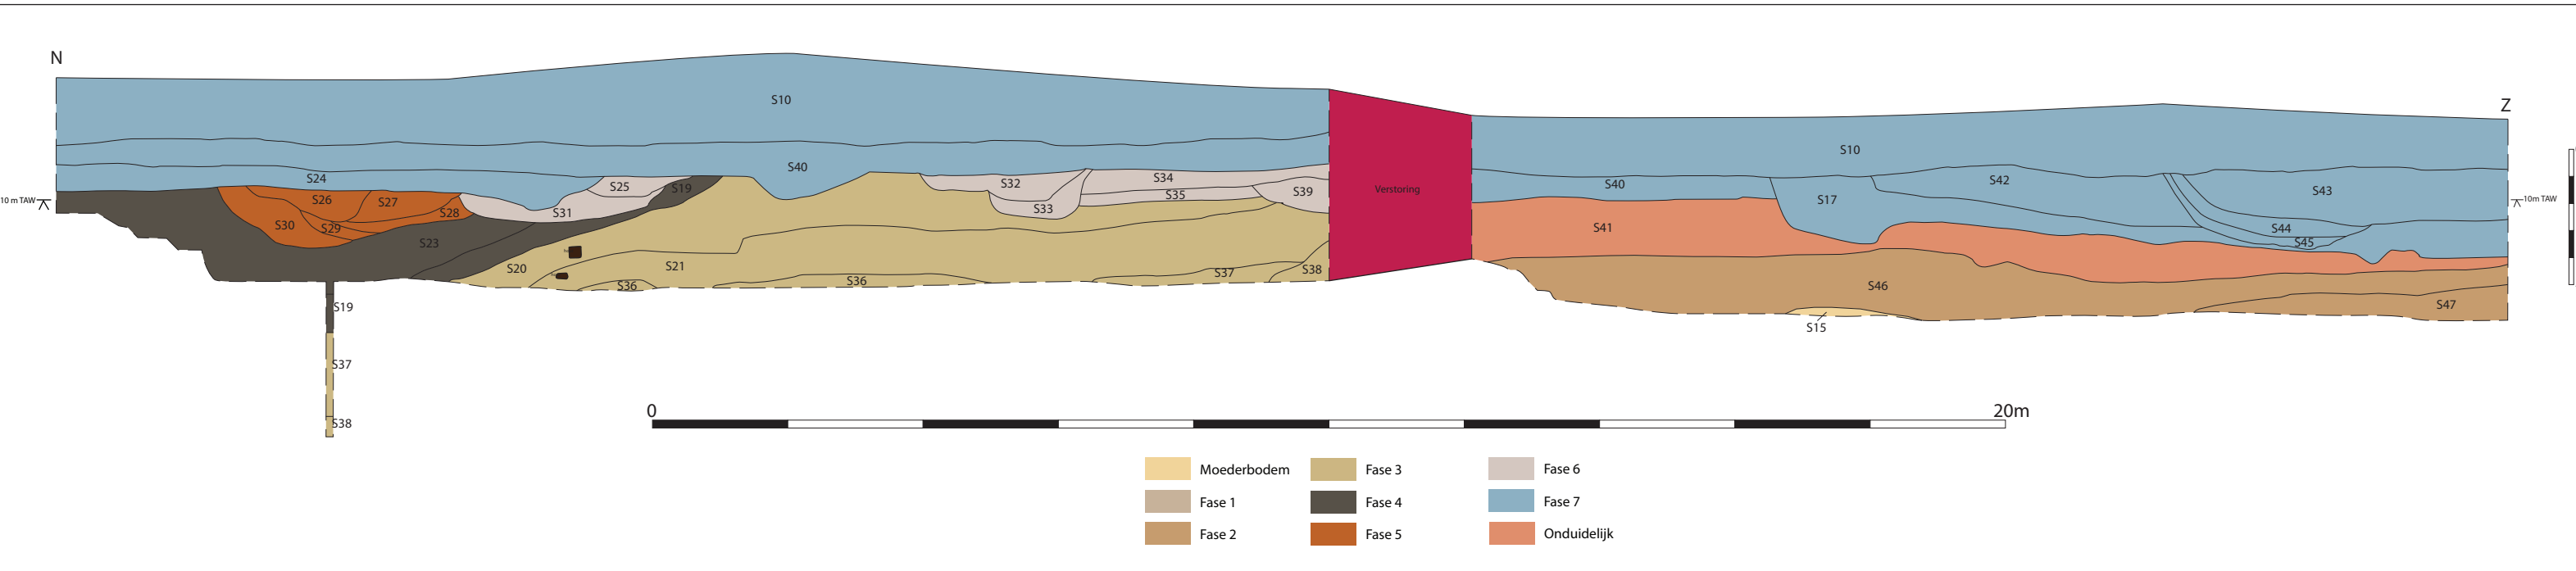 N
Z
S10
S10
S40
S24
S25
S19
S26
S27
S28
S30
S29
S31
S23
S20
S21
S36
S36
S32
S33
S34
S35
S39
S37
S38
Verstoring
S40
S17
S42
S43
S41
S44
S45
S46
S47
S15
10 m TAW
10m TAW
S19
S37
S38
0 20m
Moederbodem Fase 3 Fase 6
Fase 1 Fase 4 Fase 7
Fase 2 Fase 5 Onduidelijk